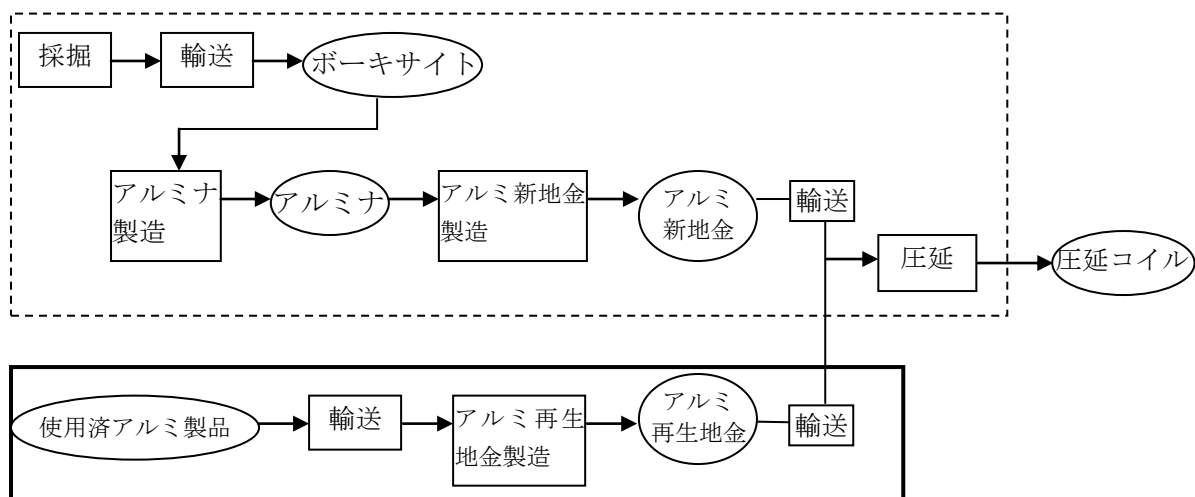 採掘
輸送
ボーキサイト
アルミナ
製造
アルミナ
アルミ新地金
製造
アルミ
新地金
輸送
圧延
圧延コイル
使用済アルミ製品
輸送
アルミ再生
地金製造
アルミ
再生地金
輸送